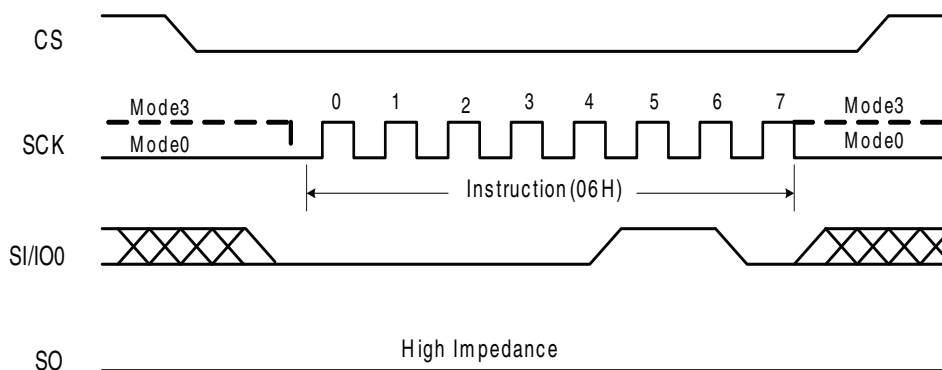 CS
0 1 2 3 4 5 6 7
Mode3 Mode3
SCK
Mode0 Mode0
Instruction(06H)
SI/IO0
High Impedance
SO